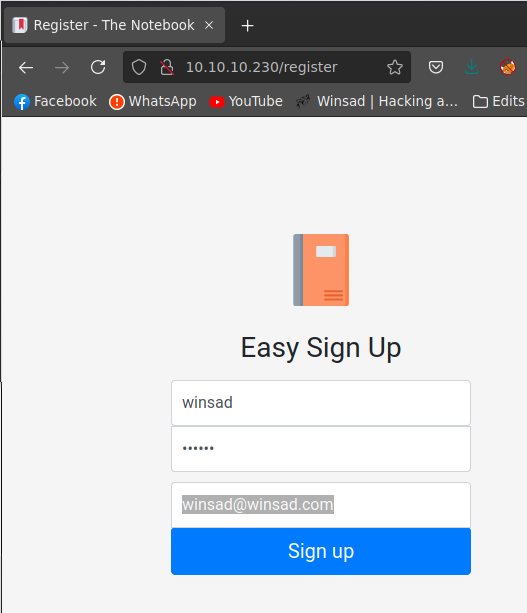 Register - The Notebook
10.10.10.230/register
Facebook WhatsApp YouTube Winsad | Hacking a… Edits
Easy Sign Up
winsad
••••••
winsad@winsad.com
Sign up